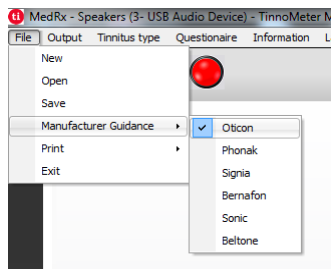 ti MedRx - Speakers (3- USB Audio Device) - TinnoMeter M
File Output Tinnitus type Questionaire Information L
New
Open
Save
Manufacturer Guidance
Oticon
Phonak
Signia
Bernafon
Sonic
Beltone
Print
Exit